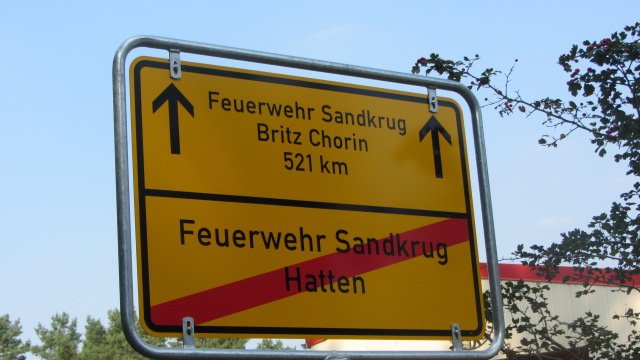 Feuerwehr Sandkrug
Britz Chorin
521 km
Feuerwehr Sandkrug
Hatten